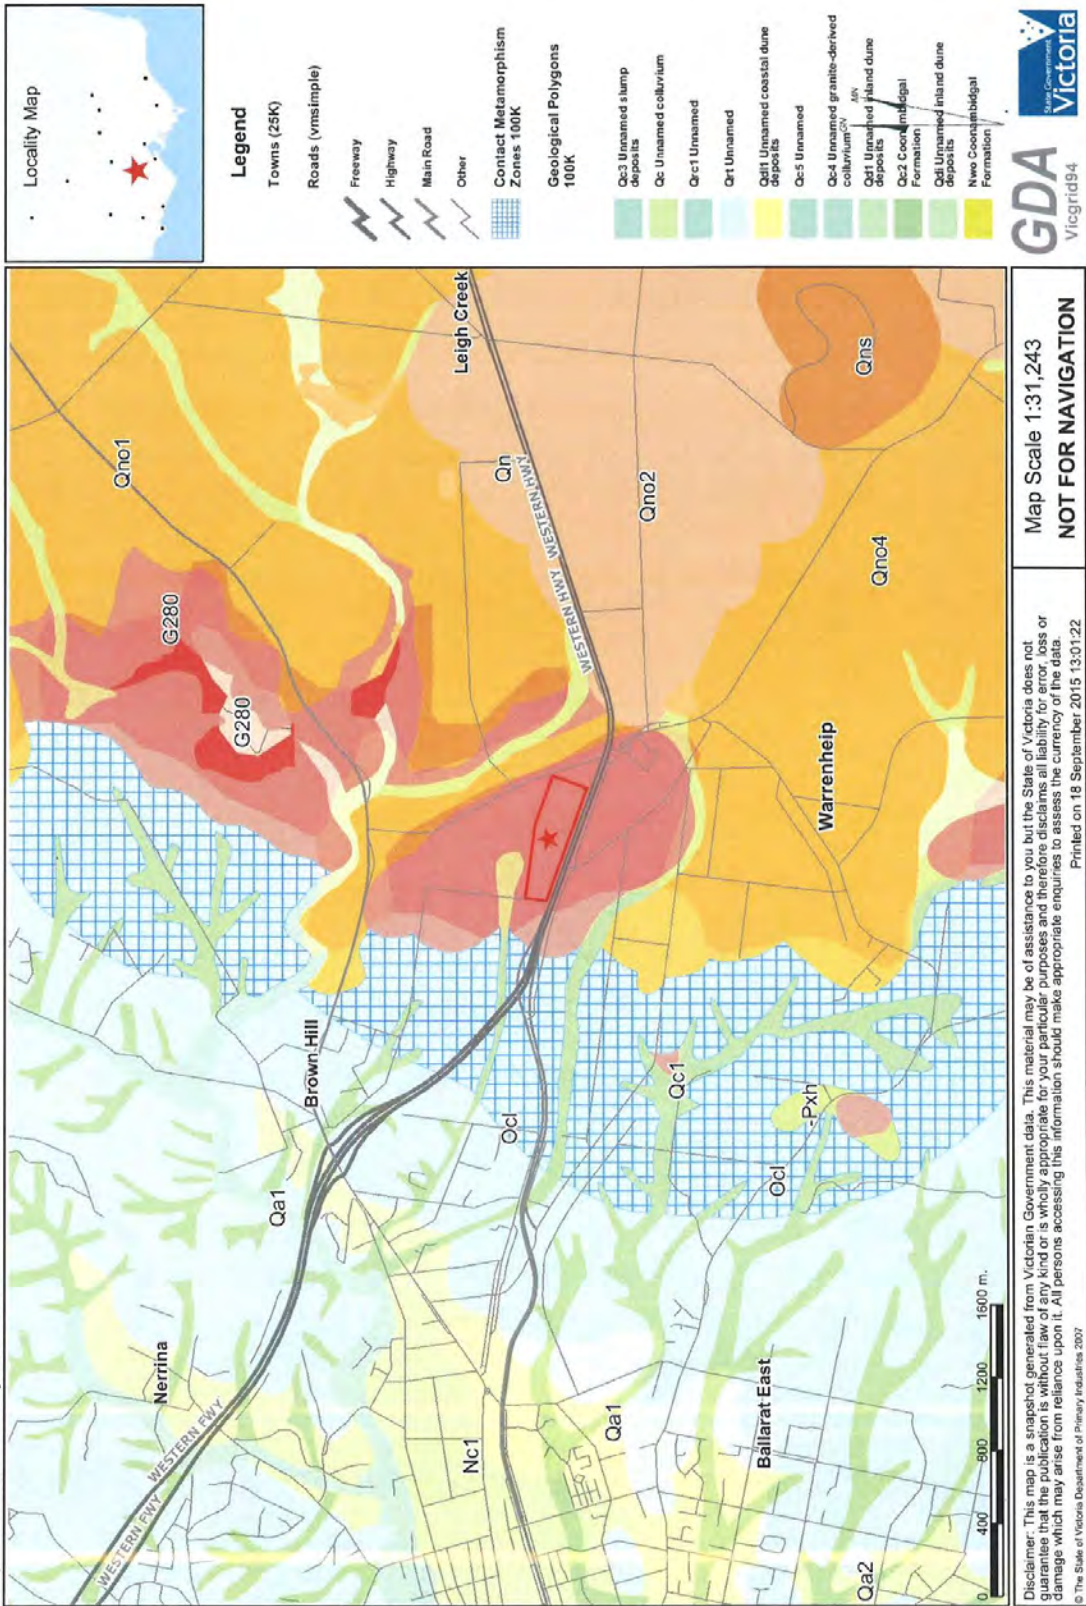 Locality Map
Legend
Towns (25K)
Roads (vmsimple)
Freeway
Highway
Main Road
Other
Contact Metamorphism
Zones 100K
Geological Polygons
100K
Qc3 Unnamed slump
deposits
Qc Unnamed colluvium
Qrc1 Unnamed
Qrt Unnamed
Qdl1 Unnamed coastal dune
deposits
Qc5 Unnamed
Qc4 Unnamed granite-derived
colluvium
GN
MN
Qd1 Unnamed inland dune
deposits
Qc2 Coonambidgal
Formation
Qdi Unnamed inland dune
deposits
Nwo Coonambidgal
Formation
GDA
Vicgrid94
State Government
Victoria
Qno1
Leigh Creek
Qn
G280
G280
WESTERN HWY
WESTERN HWY
Qno2
Qns
Qno4
Warrenheip
Brown Hill
Qa1
Ocl
Qc1
-Pxh
Ocl
Nerrina
WESTERN FWY
WESTERN FWY
Nc1
Qa1
Ballarat East
Qa2
0
400
800
1200
1600 m.
Map Scale 1:31,243
NOT FOR NAVIGATION
Disclaimer: This map is a snapshot generated from Victorian Government data. This material may be of assistance to you but the State of Victoria does not
guarantee that the publication is without flaw of any kind or is wholly appropriate for your particular purposes and therefore disclaims all liability for error, loss or
damage which may arise from reliance upon it. All persons accessing this information should make appropriate enquiries to assess the currency of the data.
© The State of Victoria Department of Primary Industries 2007
Printed on 18 September 2015 13:01:22